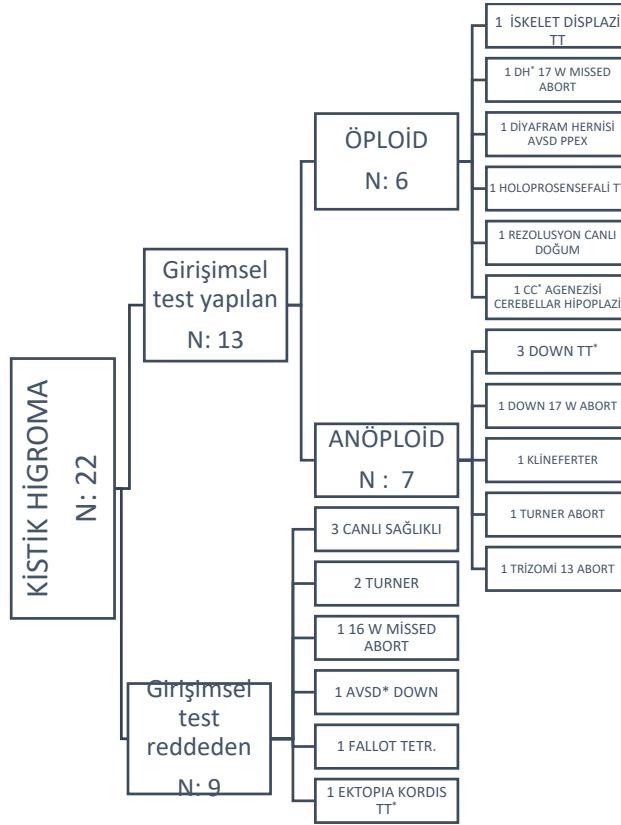 KİSTİK HİGROMA
N: 22
Girişimsel
test yapılan
N: 13
ÖPLOİD
N: 6
1 İSKELET DİSPLAZİ
TT
1 DH* 17 W MISSED
ABORT
1 DİYAFRAM HERNİSİ
AVSD PPEX
1 HOLOPROSENSEFALİ TT
1 REZOLUSYON CANLI
DOĞUM
1 CC* AGENEZİSİ
CEREBELLAR HİPOPLAZİ
ANÖPLOİD
N : 7
3 DOWN TT*
1 DOWN 17 W ABORT
1 KLİNEFERTER
1 TURNER ABORT
1 TRİZOMİ 13 ABORT
Girişimsel
test
reddeden
N: 9
3 CANLI SAĞLIKLI
2 TURNER
1 16 W MİSSED
ABORT
1 AVSD* DOWN
1 FALLOT TETR.
1 EKTOPIA KORDIS
TT*